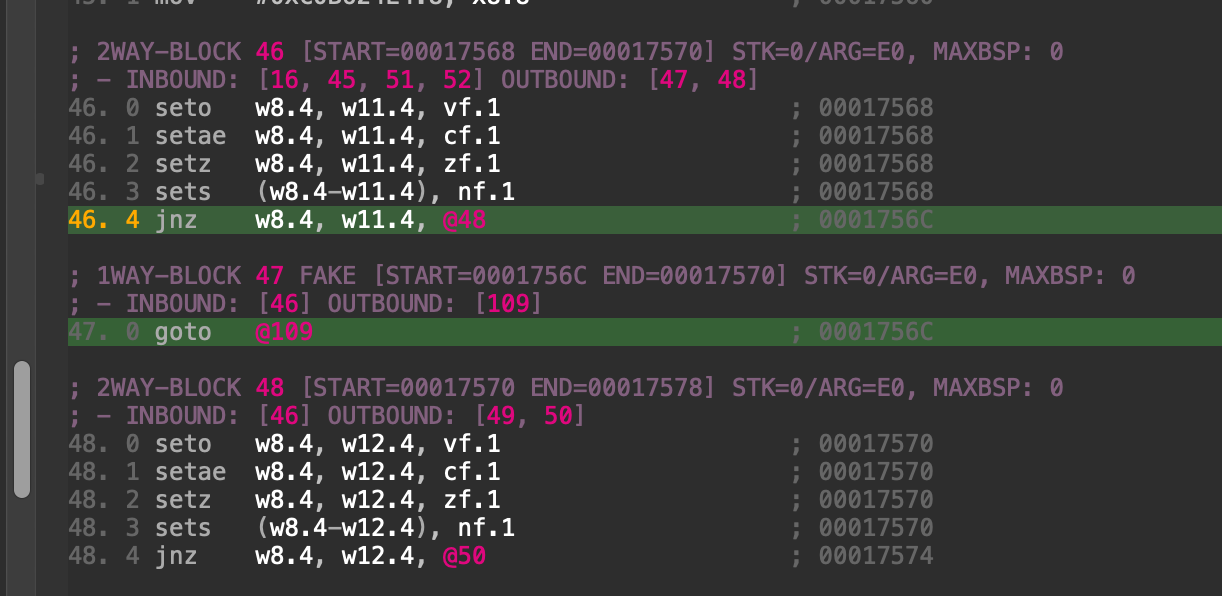 ; 2WAY-BLOCK 46 [START=00017568 END=00017570] STK=0/ARG=E0, MAXBSP: 0
; - INBOUND: [16, 45, 51, 52] OUTBOUND: [47, 48]
46. 0 seto w8.4, w11.4, vf.1 ; 00017568
46. 1 setae w8.4, w11.4, cf.1 ; 00017568
46. 2 setz w8.4, w11.4, zf.1 ; 00017568
46. 3 sets (w8.4-w11.4), nf.1 ; 00017568
46. 4 jnz w8.4, w11.4, @48 ; 0001756C
; 1WAY-BLOCK 47 FAKE [START=0001756C END=00017570] STK=0/ARG=E0, MAXBSP: 0
; - INBOUND: [46] OUTBOUND: [109]
47. 0 goto @109 ; 0001756C
; 2WAY-BLOCK 48 [START=00017570 END=00017578] STK=0/ARG=E0, MAXBSP: 0
; - INBOUND: [46] OUTBOUND: [49, 50]
48. 0 seto w8.4, w12.4, vf.1 ; 00017570
48. 1 setae w8.4, w12.4, cf.1 ; 00017570
48. 2 setz w8.4, w12.4, zf.1 ; 00017570
48. 3 sets (w8.4-w12.4), nf.1 ; 00017570
48. 4 jnz w8.4, w12.4, @50 ; 00017574